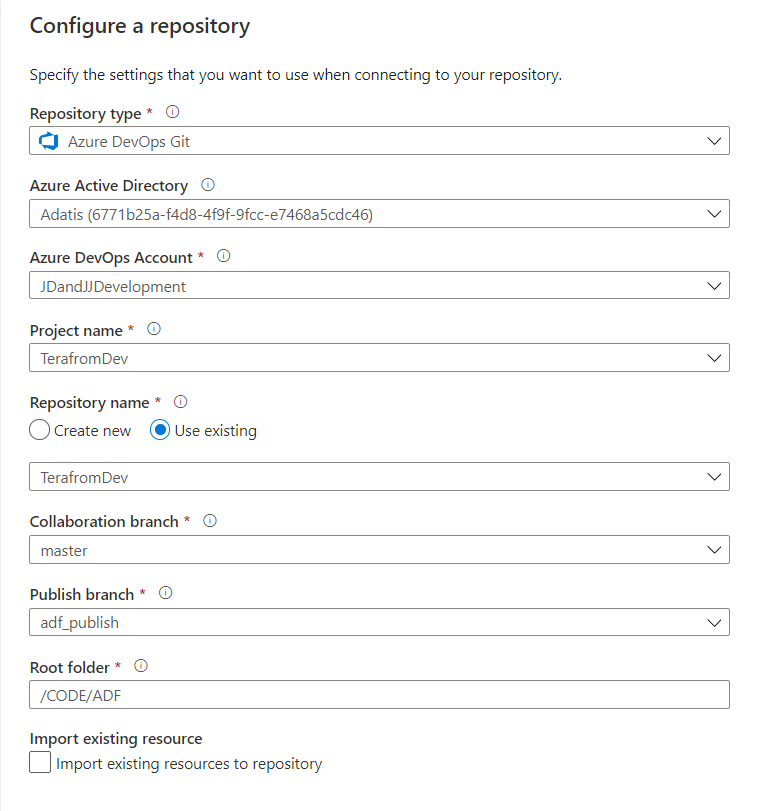 Configure a repository
Specify the settings that you want to use when connecting to your repository.
Repository type *
Azure DevOps Git
Azure Active Directory
Adatis (6771b25a-f4d8-4f9f-9fcc-e7468a5cdc46)
Azure DevOps Account *
JDandJJDevelopment
Project name *
TerafromDev
Repository name *
Create new Use existing
TerafromDev
Collaboration branch *
master
Publish branch *
adf_publish
Root folder *
/CODE/ADF
Import existing resource
Import existing resources to repository